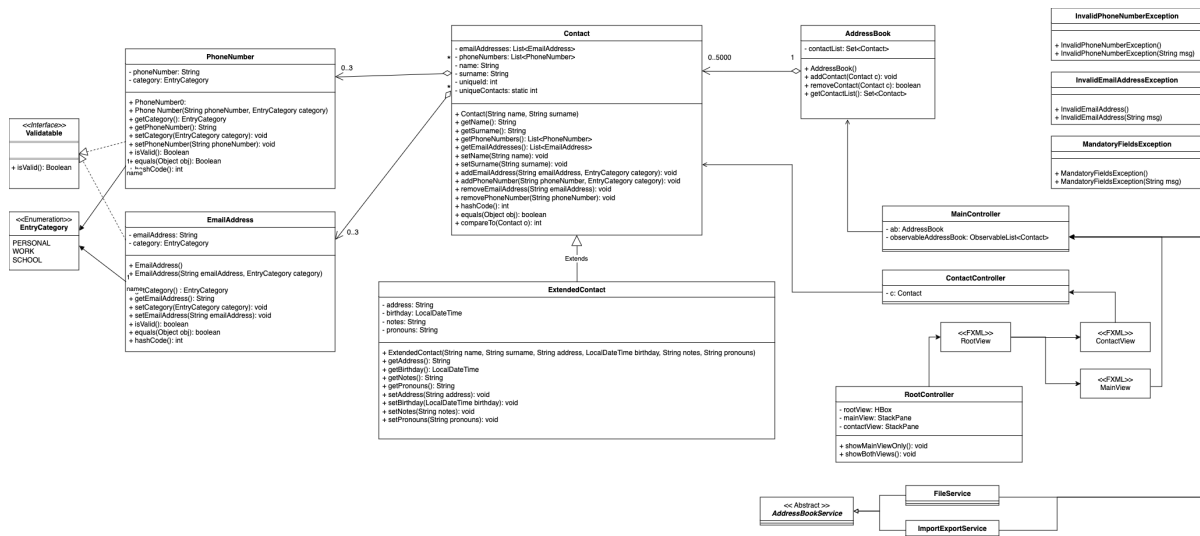 <<Interface>>
Validatable
+ isValid(): Boolean
<<Enumeration>>
EntryCategory
PERSONAL
WORK
SCHOOL
PhoneNumber
- phoneNumber: String
- category: EntryCategory
+ PhoneNumber0:
+ Phone Number(String phoneNumber, EntryCategory category)
+ getCategory(): EntryCategory
+ getPhoneNumber(): String
+ setCategory(EntryCategory category): void
+ setPhoneNumber(String phoneNumber): void
+ isValid(): Boolean
+ equals(Object obj): Boolean
+ hashCode(): int
1
name
EmailAddress
- emailAddress: String
- category: EntryCategory
+ EmailAddress()
+ EmailAddress(String emailAddress, EntryCategory category)
+ getCategory() : EntryCategory
+ getEmailAddress(): String
+ setCategory(EntryCategory category): void
+ setEmailAddress(String emailAddress): void
+ isValid(): boolean
+ equals(Object obj): boolean
+ hashCode(): int
1
name
0..3
0..3
*
*
Contact
- emailAddresses: List<EmailAddress>
- phoneNumbers: List<PhoneNumber>
- name: String
- surname: String
- uniqueId: int
- uniqueContacts: static int
+ Contact(String name, String surname)
+ getName(): String
+ getSurname(): String
+ getPhoneNumbers(): List<PhoneNumber>
+ getEmailAddresses(): List<EmailAddress>
+ setName(String name): void
+ setSurname(String surname): void
+ addEmailAddress(String emailAddress, EntryCategory category): void
+ addPhoneNumber(String phoneNumber, EntryCategory category): void
+ removeEmailAddress(String emailAddress): void
+ removePhoneNumber(String phoneNumber): void
+ hashCode(): int
+ equals(Object obj): boolean
+ compareTo(Contact o): int
Extends
ExtendedContact
- address: String
- birthday: LocalDateTime
- notes: String
- pronouns: String
+ ExtendedContact(String name, String surname, String address, LocalDateTime birthday, String notes, String pronouns)
+ getAddress(): String
+ getBirthday(): LocalDateTime
+ getNotes(): String
+ getPronouns(): String
+ setAddress(String address): void
+ setBirthday(LocalDateTime birthday): void
+ setNotes(String notes): void
+ setPronouns(String pronouns): void
0..5000
1
AddressBook
- contactList: Set<Contact>
+ AddressBook()
+ addContact(Contact c): void
+ removeContact(Contact c): boolean
+ getContactList(): Set<Contact>
InvalidPhoneNumberException
+ InvalidPhoneNumberException()
+ InvalidPhoneNumberException(String msg)
InvalidEmailAddressException
+ InvalidEmailAddress()
+ InvalidEmailAddress(String msg)
MandatoryFieldsException
+ MandatoryFieldsException()
+ MandatoryFieldsException(String msg)
MainController
- ab: AddressBook
- observableAddressBook: ObservableList<Contact>
ContactController
- c: Contact
<<FXML>>
RootView
<<FXML>>
ContactView
<<FXML>>
MainView
RootController
- rootView: HBox
- mainView: StackPane
- contactView: StackPane
+ showMainViewOnly(): void
+ showBothViews(): void
<< Abstract >>
AddressBookService
FileService
ImportExportService